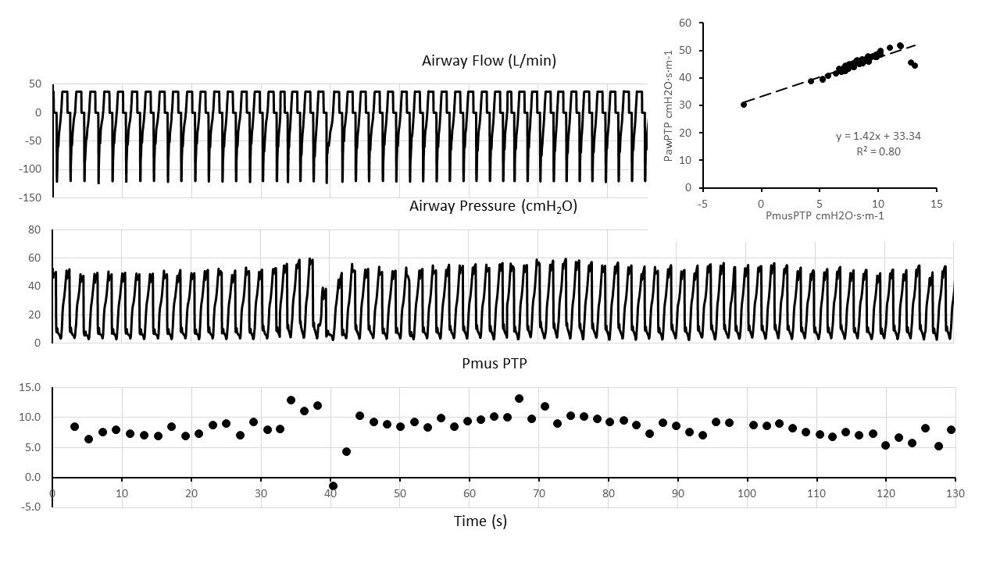 Airway Flow (L/min)
50
0
-50
-100
-150
60
50
40
30
20
10
0
PawPTP cmH2O·s·m-1
y = 1.42x + 33.34
R² = 0.80
-5 0 5 10 15
PmusPTP cmH2O·s·m-1
Airway Pressure (cmH₂O)
80
60
40
20
0
Pmus PTP
15.0
10.0
5.0
0.0
-5.0
0 10 20 30 40 50 60 70 80 90 100 110 120 130
Time (s)